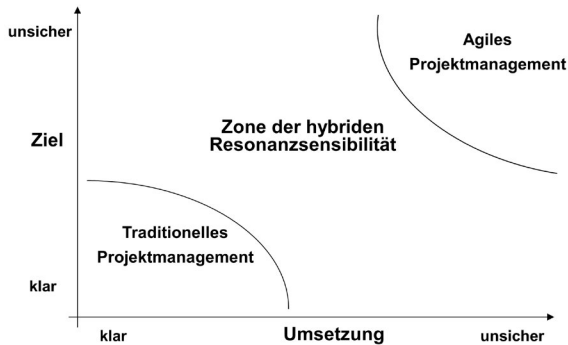 unsicher
Agiles
Projektmanagement
Zone der hybriden
Resonanzsensibilität
Ziel
Traditionelles
Projektmanagement
klar
klar
Umsetzung
unsicher